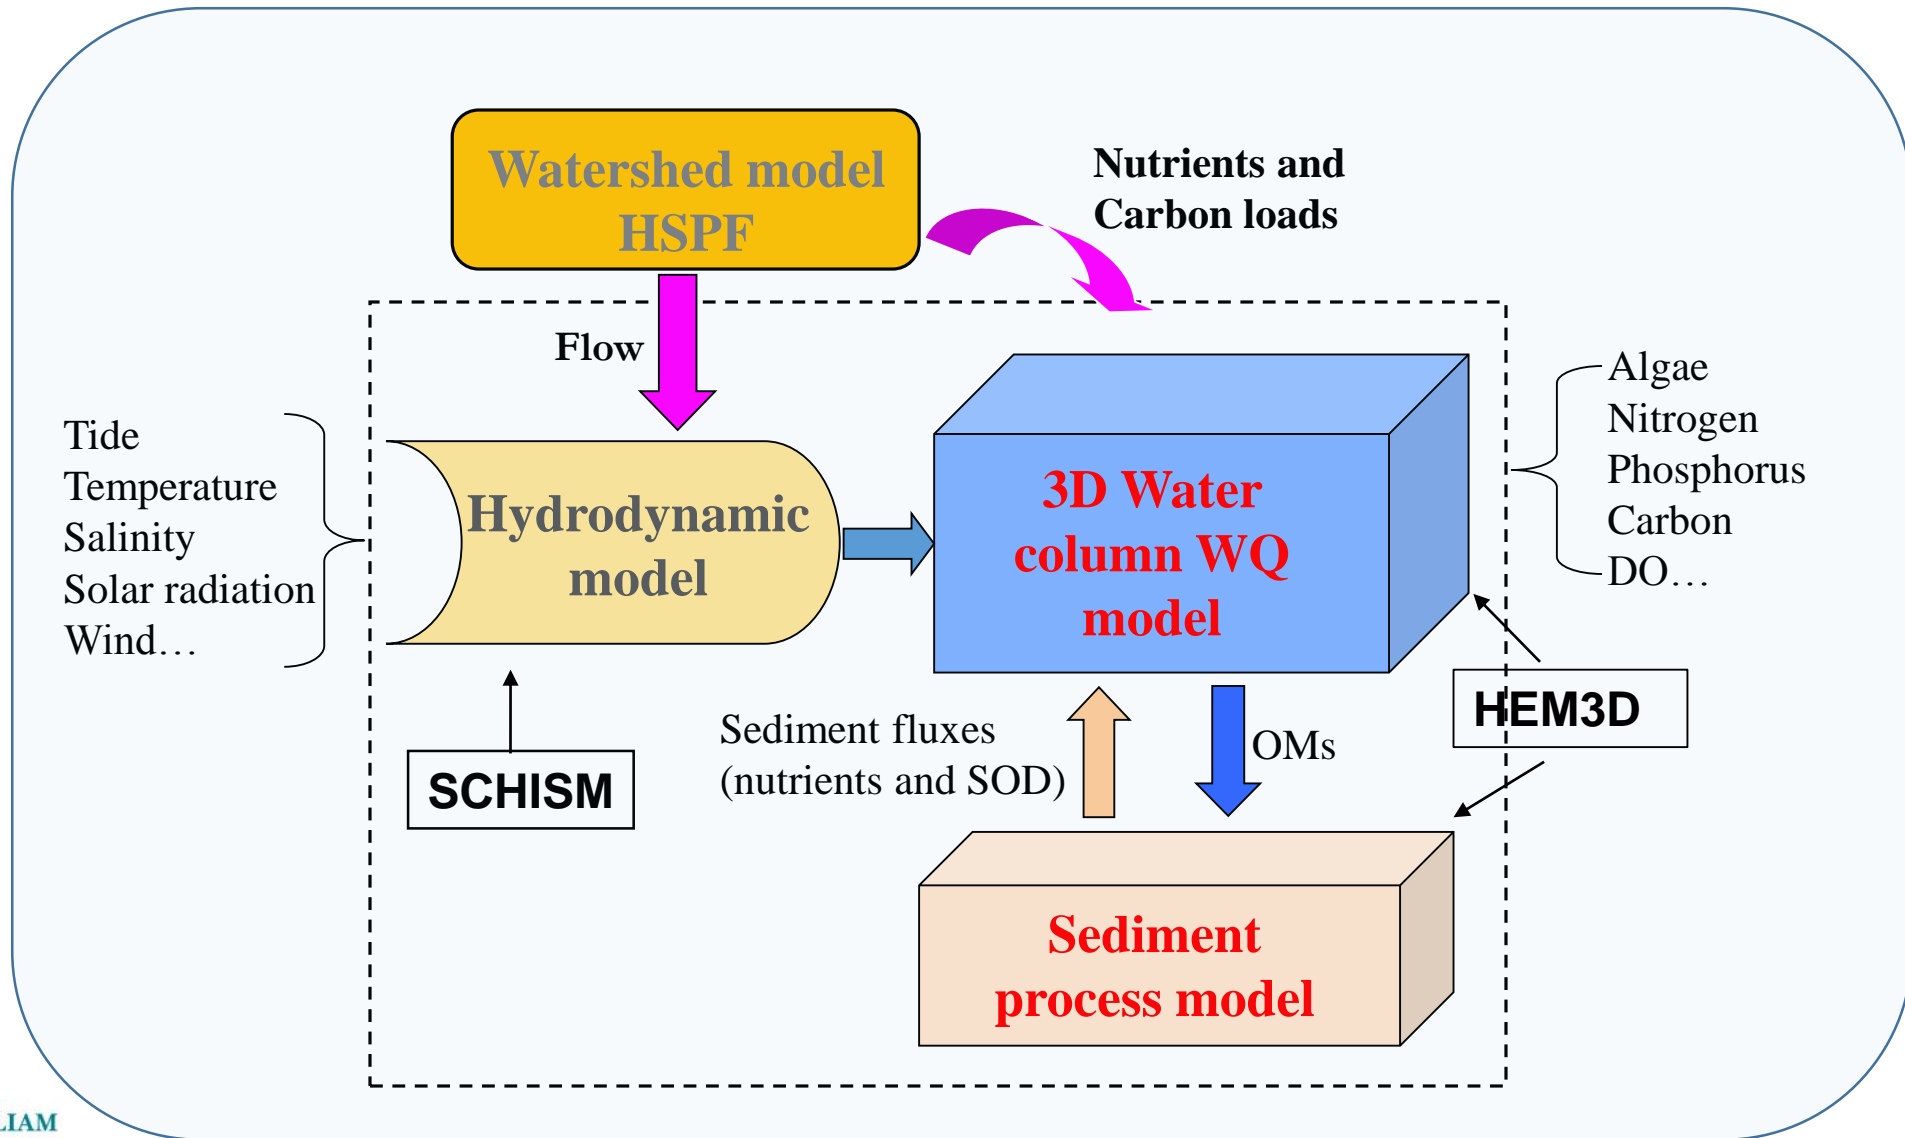 Watershed model
HSPF
Nutrients and
Carbon loads
Flow
Tide
Temperature
Salinity
Solar radiation
Wind…
Hydrodynamic
model
3D Water
column WQ
model
Algae
Nitrogen
Phosphorus
Carbon
DO…
SCHISM
Sediment fluxes
(nutrients and SOD)
OMs
HEM3D
Sediment
process model
LIAM